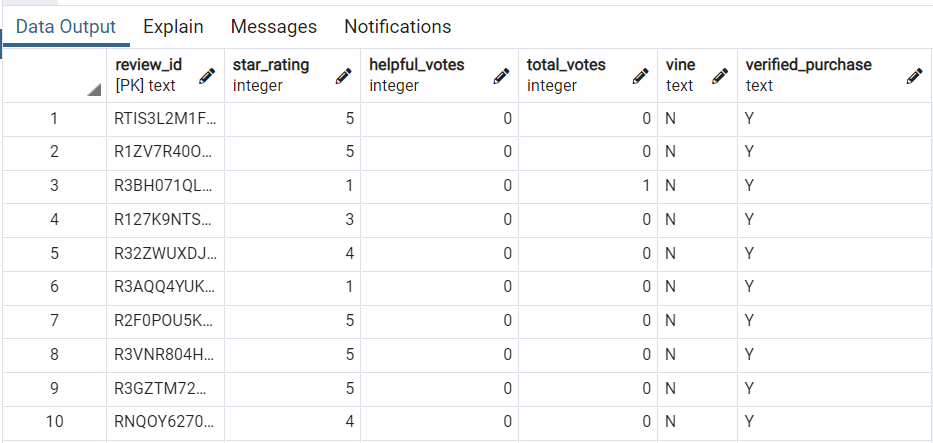 Data Output Explain Messages Notifications
review_id star_rating helpful_votes total_votes vine verified_purchase
[PK] text integer integer integer text text
1 RTIS3L2M1F... 5 0 0 N Y
2 R1ZV7R40O... 5 0 0 N Y
3 R3BH071QL... 1 0 1 N Y
4 R127K9NTS... 3 0 0 N Y
5 R32ZWUXDJ... 4 0 0 N Y
6 R3AQQ4YUK... 1 0 0 N Y
7 R2F0POU5K... 5 0 0 N Y
8 R3VNR804H... 5 0 0 N Y
9 R3GZTM72... 5 0 0 N Y
10 RNQOY6270... 4 0 0 N Y